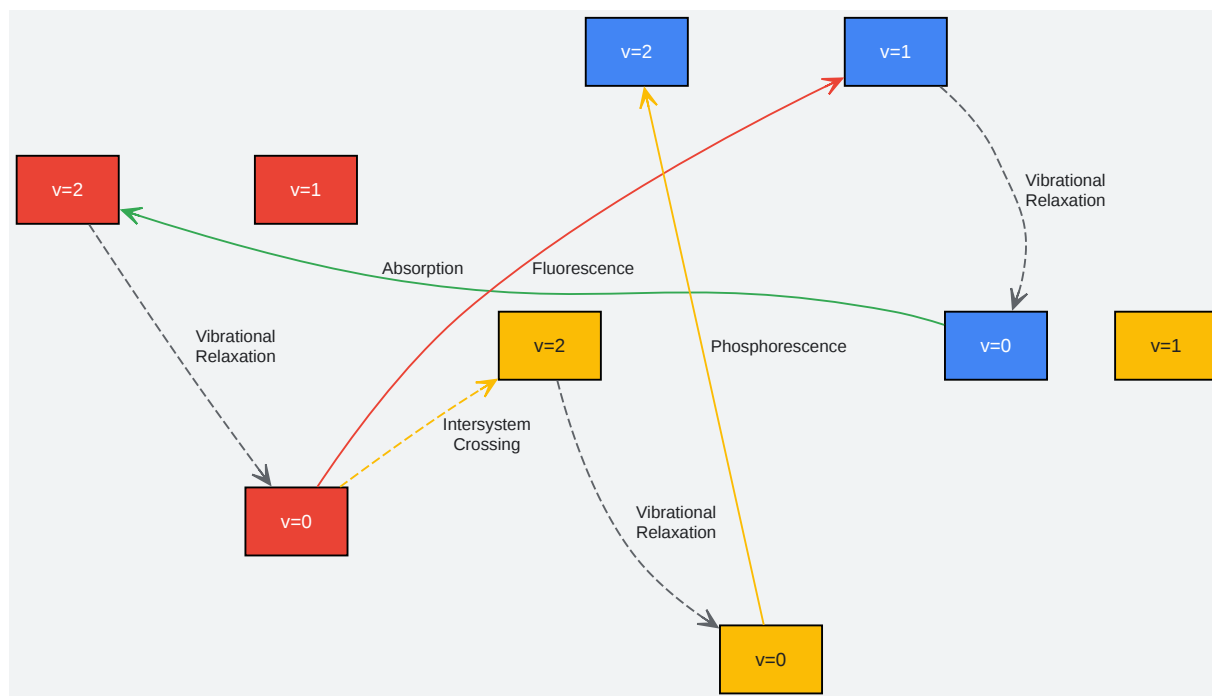 v=2
v=1
v=2
v=1
Vibrational
Relaxation
Absorption
Fluorescence
Vibrational
Relaxation
v=2
Phosphorescence
v=0
v=1
Intersystem
Crossing
v=0
Vibrational
Relaxation
v=0